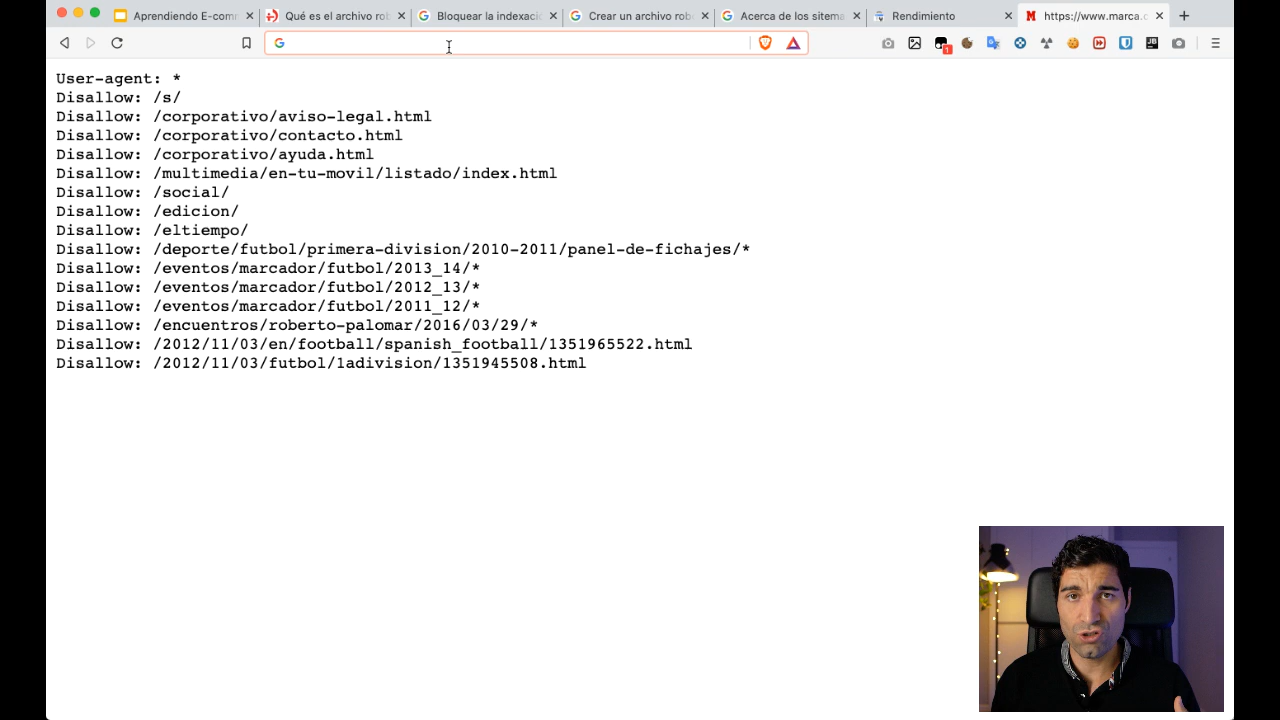 Aprendiendo E-com
Qué es el archivo rob
Bloquear la indexació
Crear un archivo robo
Acerca de los sitema
Rendimiento
https://www.marca.c
1
User-agent: *
Disallow: /s/
Disallow: /corporativo/aviso-legal.html
Disallow: /corporativo/contacto.html
Disallow: /corporativo/ayuda.html
Disallow: /multimedia/en-tu-movil/listado/index.html
Disallow: /social/
Disallow: /edicion/
Disallow: /eltiempo/
Disallow: /deporte/futbol/primera-division/2010-2011/panel-de-fichajes/*
Disallow: /eventos/marcador/futbol/2013_14/*
Disallow: /eventos/marcador/futbol/2012_13/*
Disallow: /eventos/marcador/futbol/2011_12/*
Disallow: /encuentros/roberto-palomar/2016/03/29/*
Disallow: /2012/11/03/en/football/spanish_football/1351965522.html
Disallow: /2012/11/03/futbol/1adivision/1351945508.html